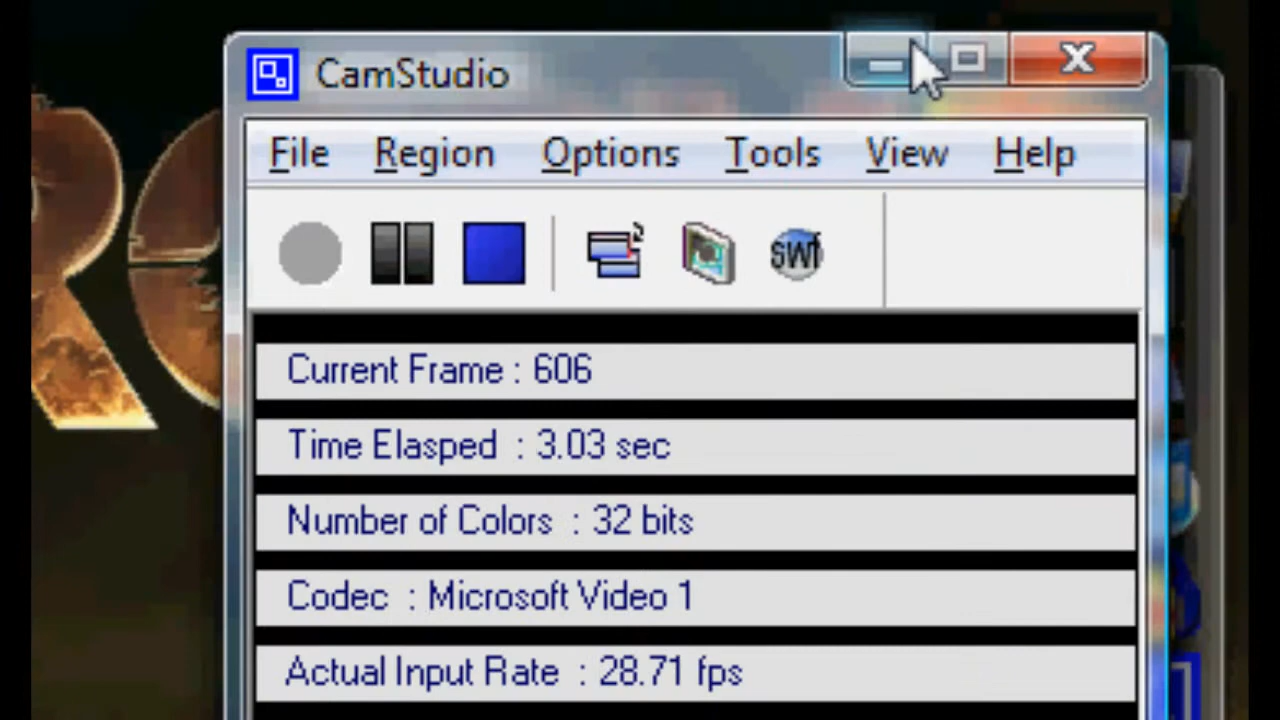 CamStudio
File Region Options Tools View Help
swf
Current Frame : 606
Time Elasped : 3.03 sec
Number of Colors : 32 bits
Codec : Microsoft Video 1
Actual Input Rate : 28.71 fps